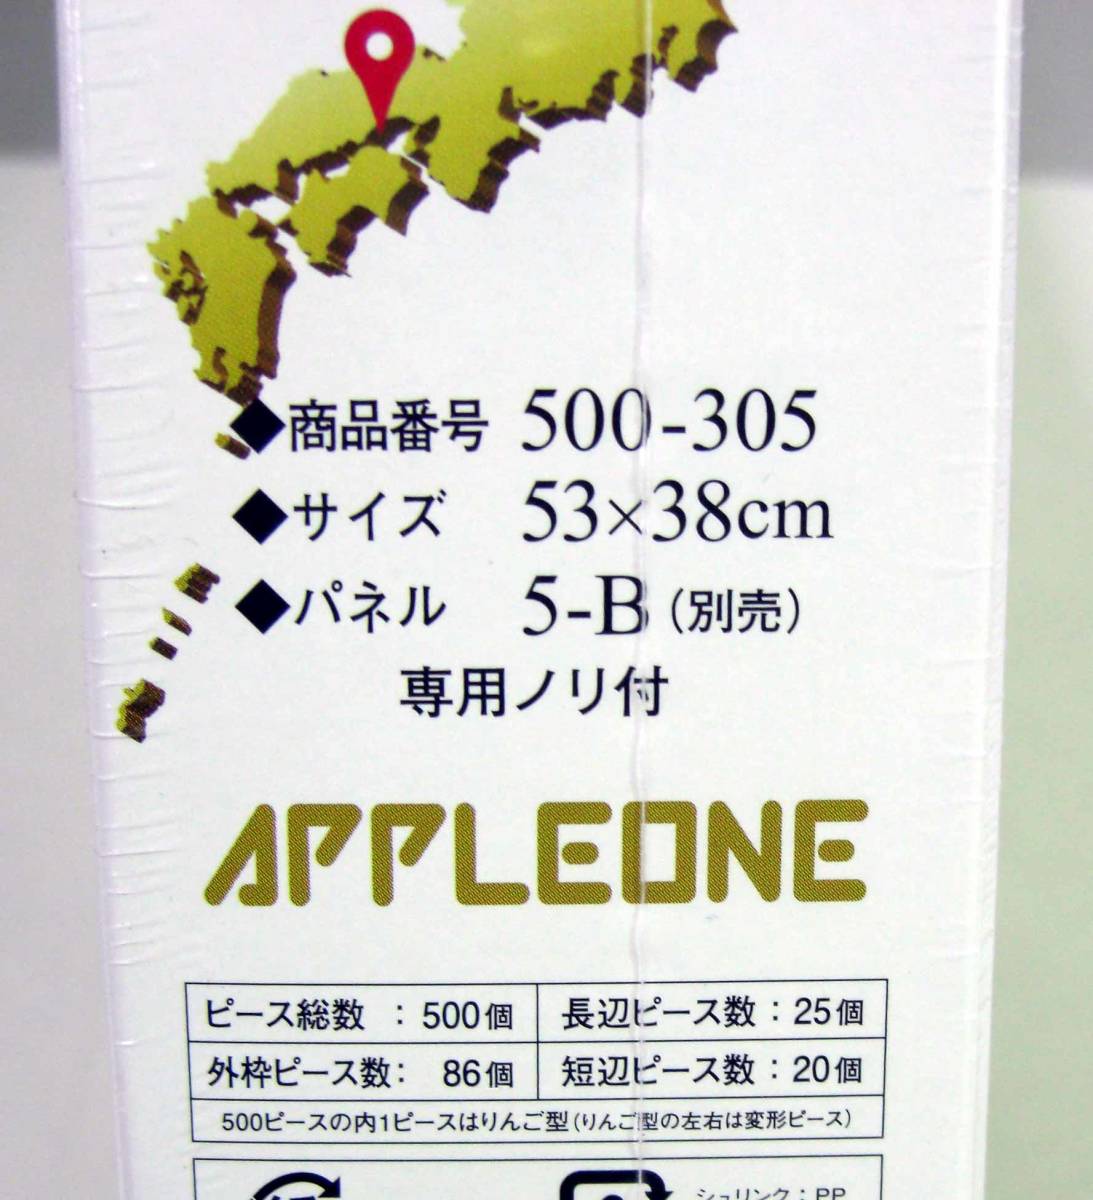 ◆商品番号 500-305
◆サイズ 53×38cm
◆パネル 5-B（別売）
専用ノリ付
APPLEONE
ピース総数 ： 500個 長辺ピース数：25個
外枠ピース数： 86個 短辺ピース数：20個
500ピースの内1ピースはりんご型（りんご型の左右は変形ピース）
シュリンク：PP